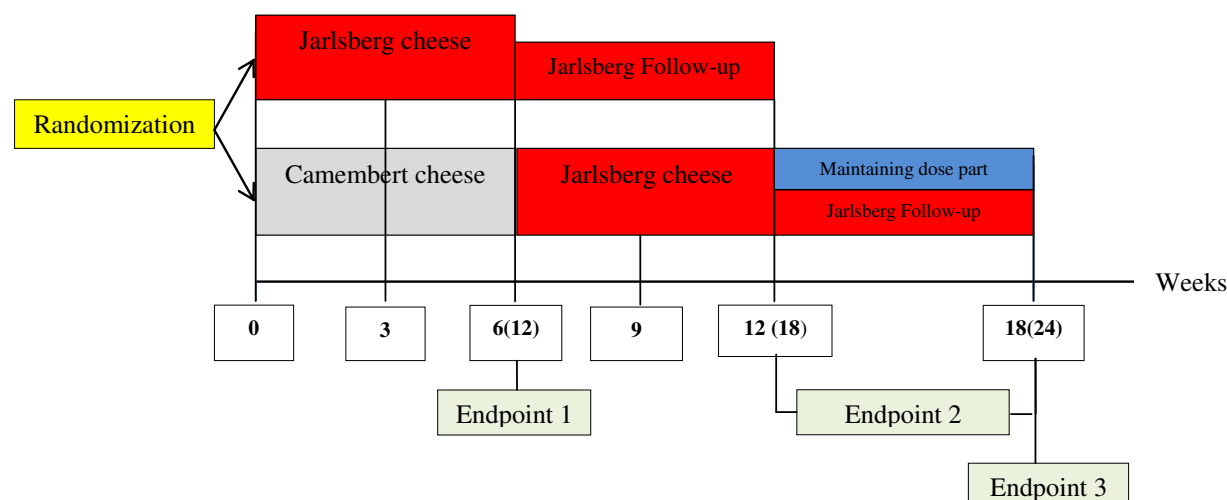 Jarlsberg cheese
Jarlsberg Follow-up
Randomization
Camembert cheese
Jarlsberg cheese
Maintaining dose part
Jarlsberg Follow-up
Weeks
0
3
6(12)
9
12 (18)
18(24)
Endpoint 1
Endpoint 2
Endpoint 3